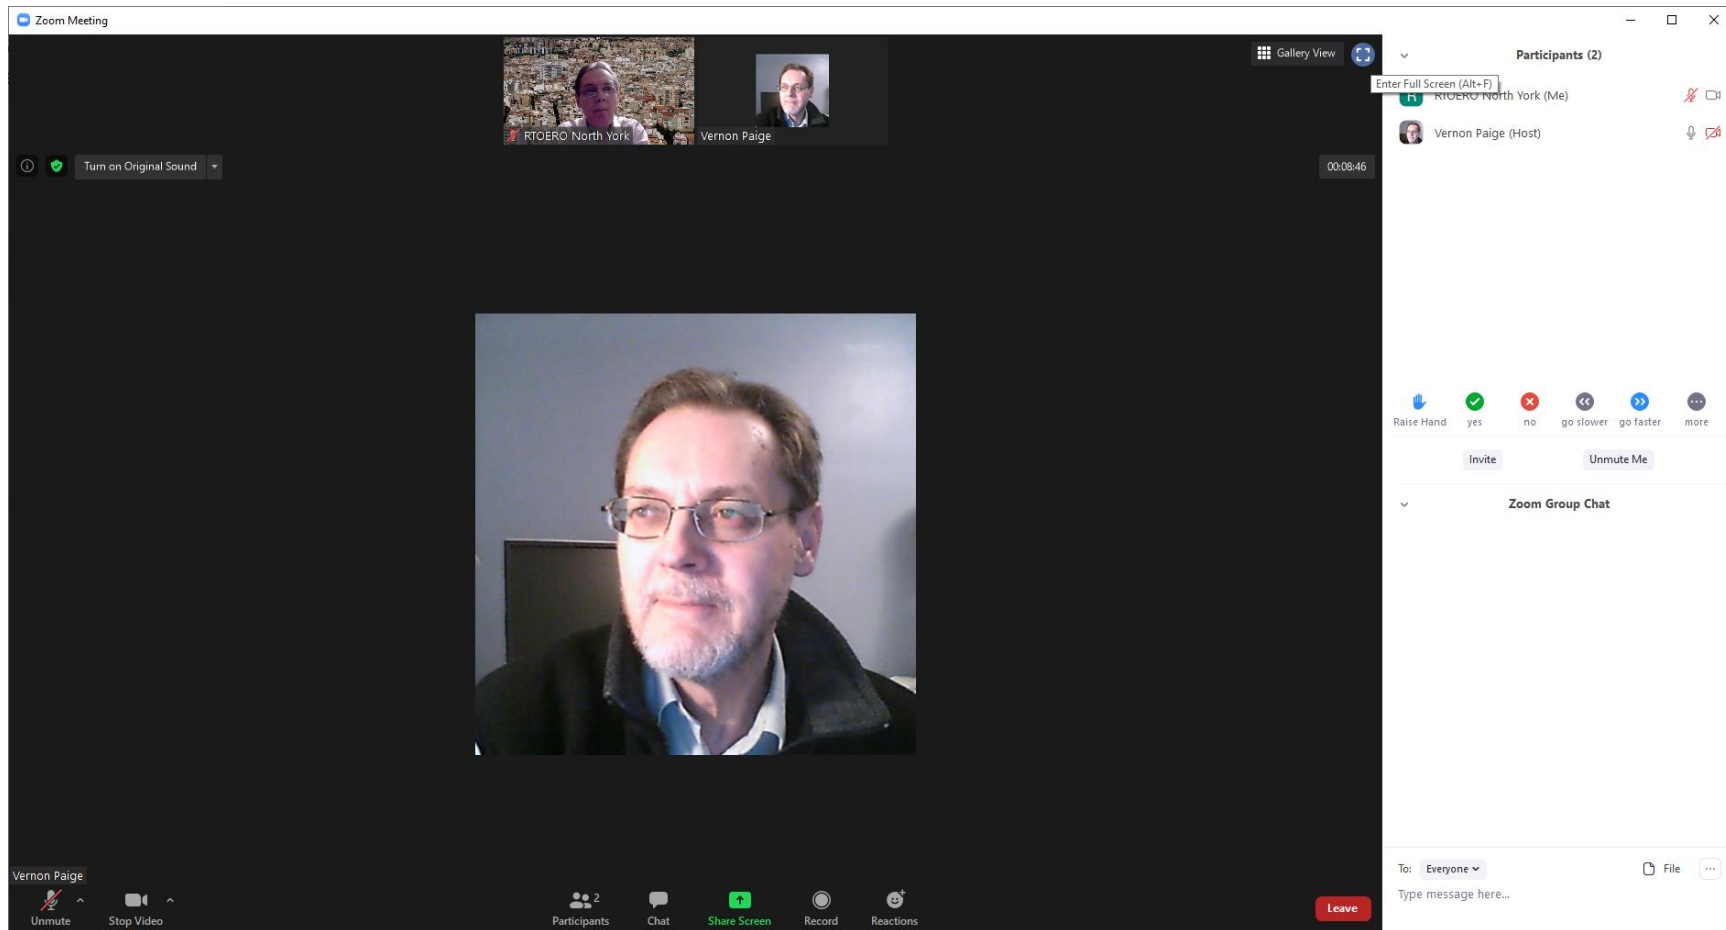 Zoom Meeting
Gallery View
Enter Full Screen (Alt+F)
RTOERO North York
Vernon Paige
Turn on Original Sound
00:08:46
Vernon Paige
Unmute
Stop Video
2
Participants
Chat
Share Screen
Record
Reactions
Leave
Participants (2)
R RTOERO North York (Me)
Vernon Paige (Host)
Raise Hand yes no go slower go faster more
Invite Unmute Me
Zoom Group Chat
To: Everyone File
Type message here...